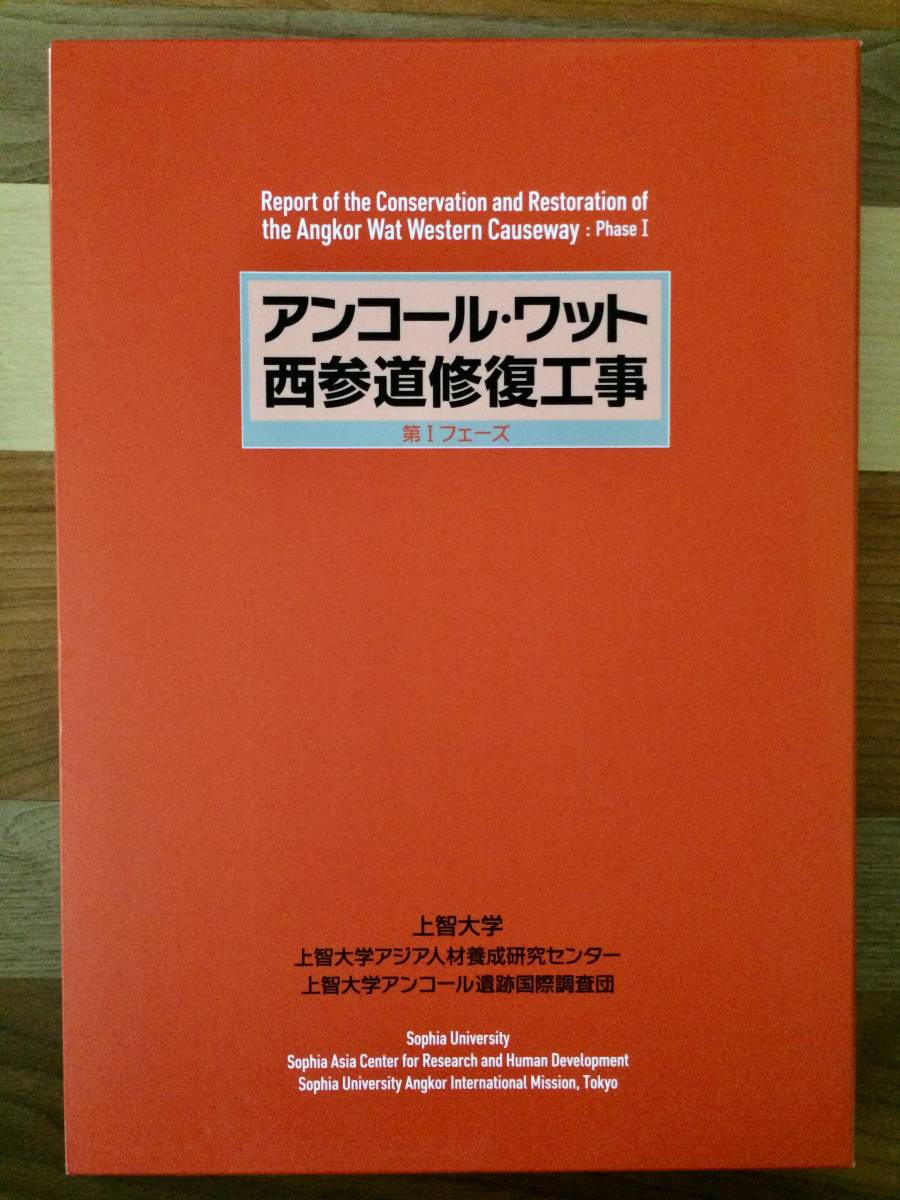 Report of the Conservation and Restoration of
the Angkor Wat Western Causeway : Phase I
アンコール・ワット
西参道修復工事
第Ⅰフェーズ
上智大学
上智大学アジア人材養成研究センター
上智大学アンコール遺跡国際調査団
Sophia University
Sophia Asia Center for Research and Human Development
Sophia University Angkor International Mission, Tokyo